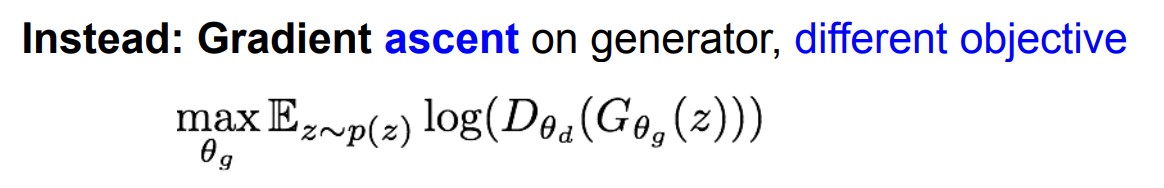 Instead: Gradient ascent on generator, different objective
max_{θ_g} 𝔼_{z∼p(z)} log(D_{θ_d}(G_{θ_g}(z)))